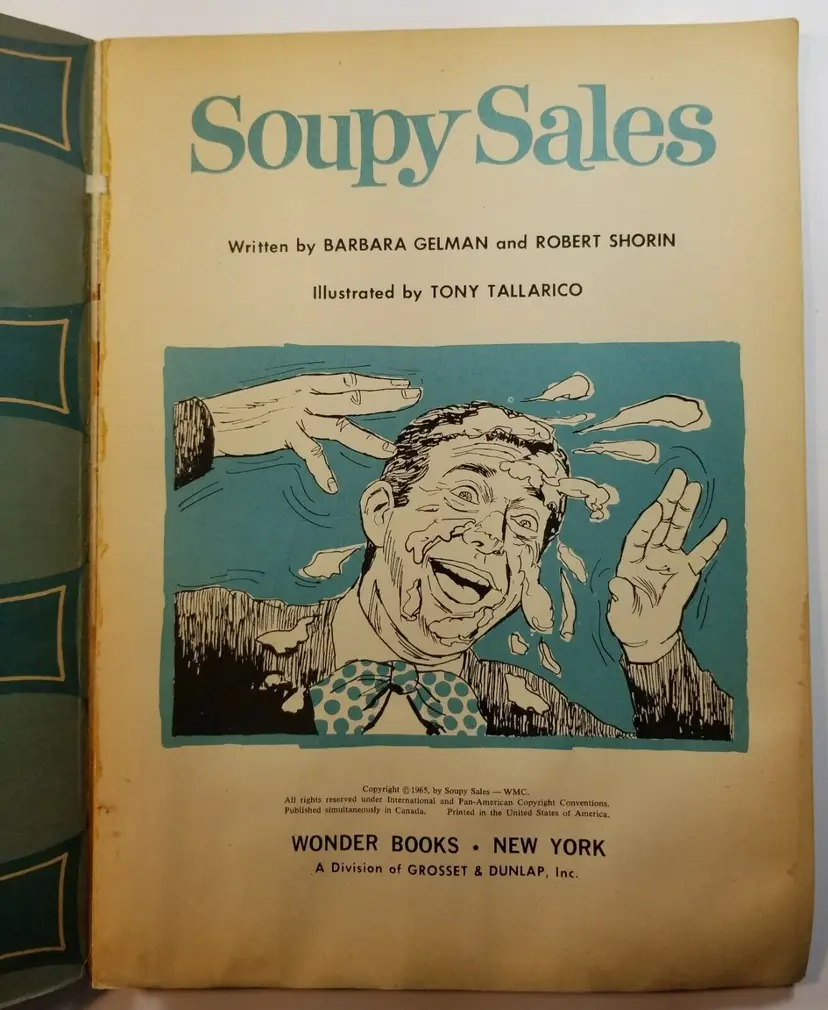 Soupy Sales
Written by BARBARA GELMAN and ROBERT SHORIN
Illustrated by TONY TALLARICO
Copyright © 1965, by Soupy Sales — WMC.
All rights reserved under International and Pan-American Copyright Conventions.
Published simultaneously in Canada. Printed in the United States of America.
WONDER BOOKS • NEW YORK
A Division of GROSSET & DUNLAP, Inc.